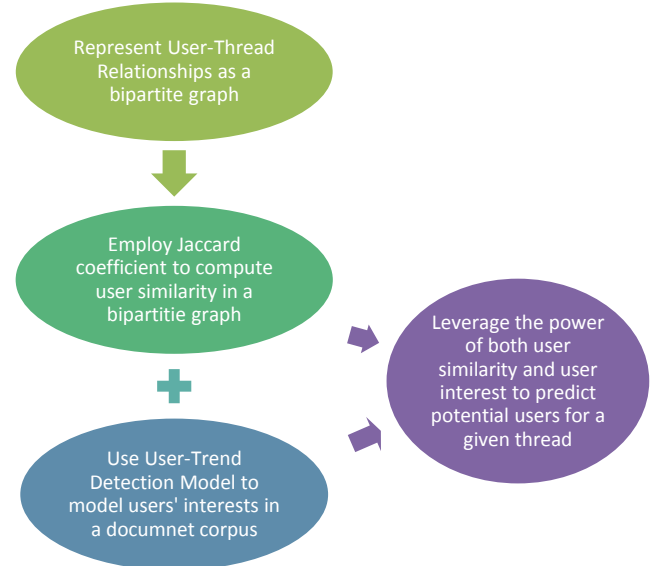 Represent User-Thread
Relationships as a
bipartite graph
Employ Jaccard
coefficient to compute
user similarity in a
bipartitie graph
Use User-Trend
Detection Model to
model users' interests in
a documnet corpus
Leverage the power
of both user
similarity and user
interest to predict
potential users for a
given thread